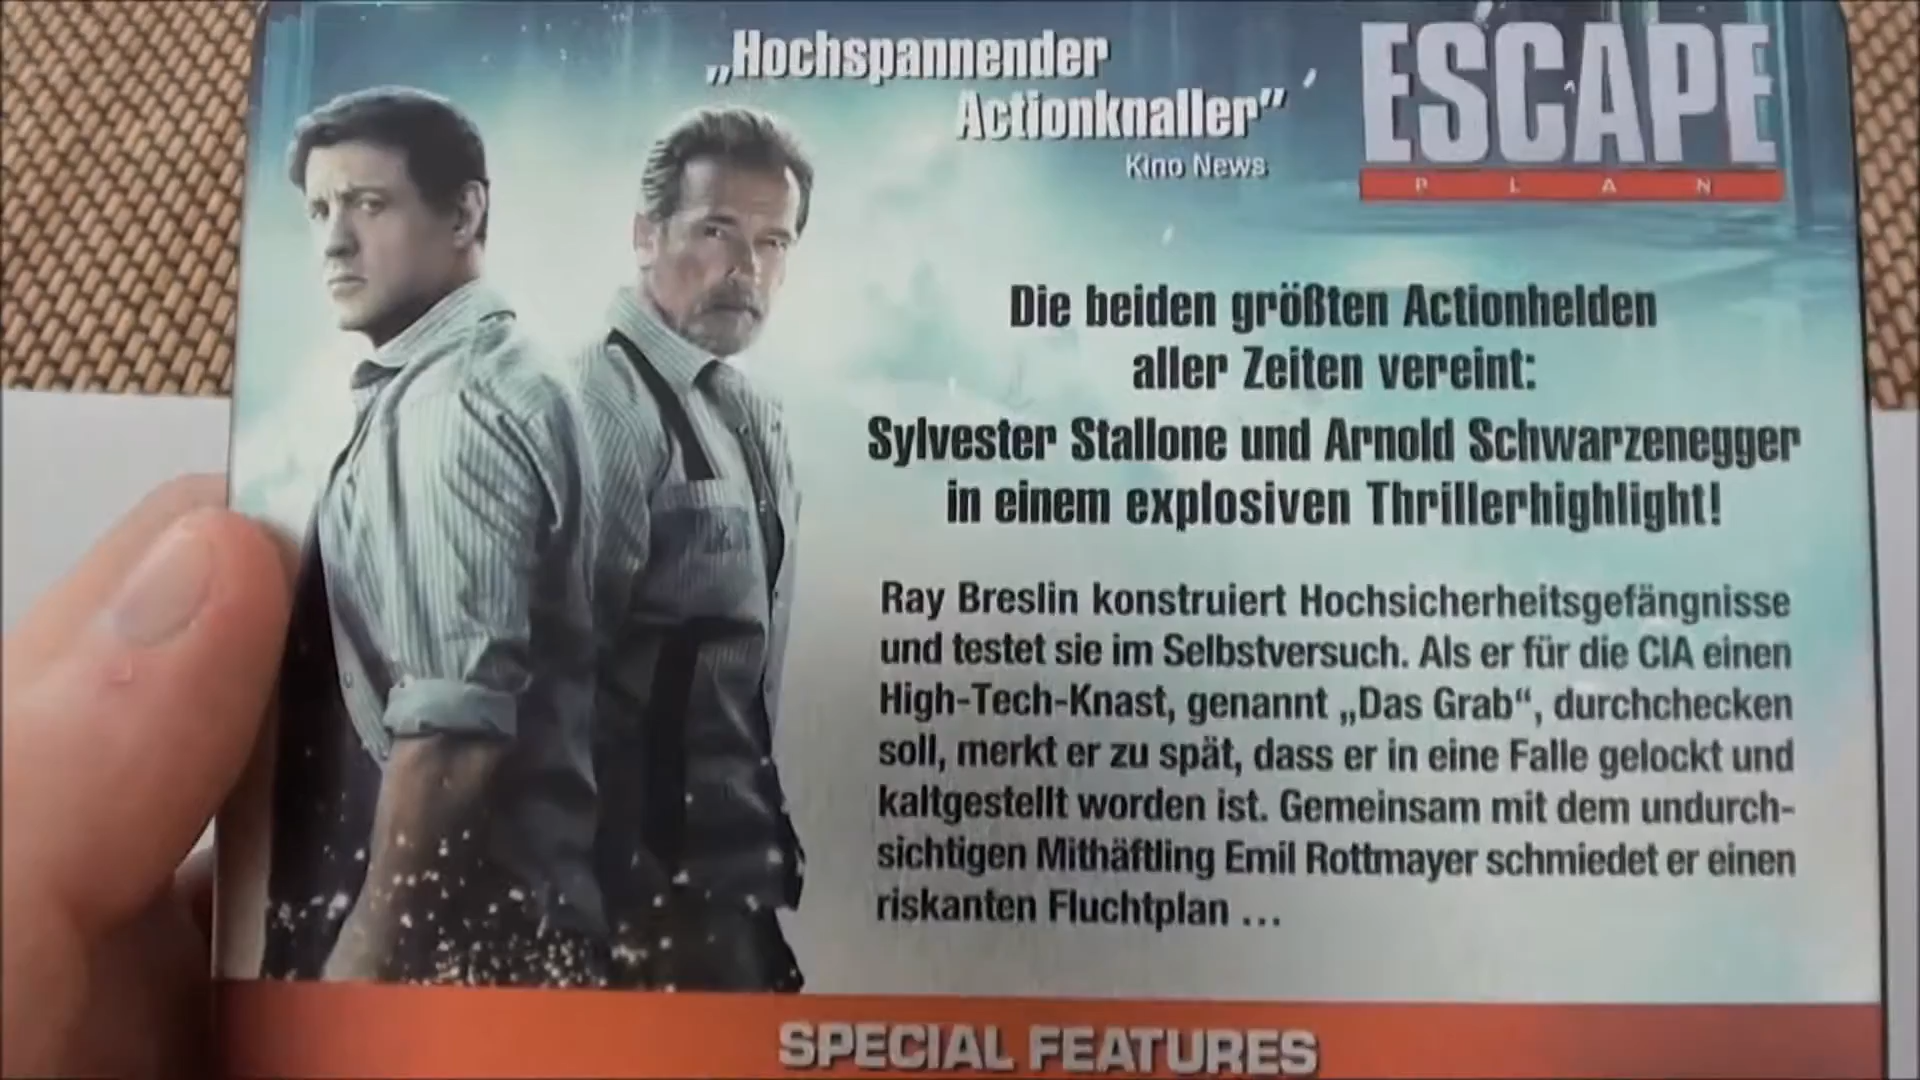 „Hochspannender
Actionknaller"
Kino News
ESCAPE
PLAN
Die beiden größten Actionhelden
aller Zeiten vereint:
Sylvester Stallone und Arnold Schwarzenegger
in einem explosiven Thrillerhighlight!
Ray Breslin konstruiert Hochsicherheitsgefängnisse
und testet sie im Selbstversuch. Als er für die CIA einen
High-Tech-Knast, genannt „Das Grab“, durchchecken
soll, merkt er zu spät, dass er in eine Falle gelockt und
kaltgestellt worden ist. Gemeinsam mit dem undurch-
sichtigen Mithäftling Emil Rottmayer schmiedet er einen
riskanten Fluchtplan ...
SPECIAL FEATURES